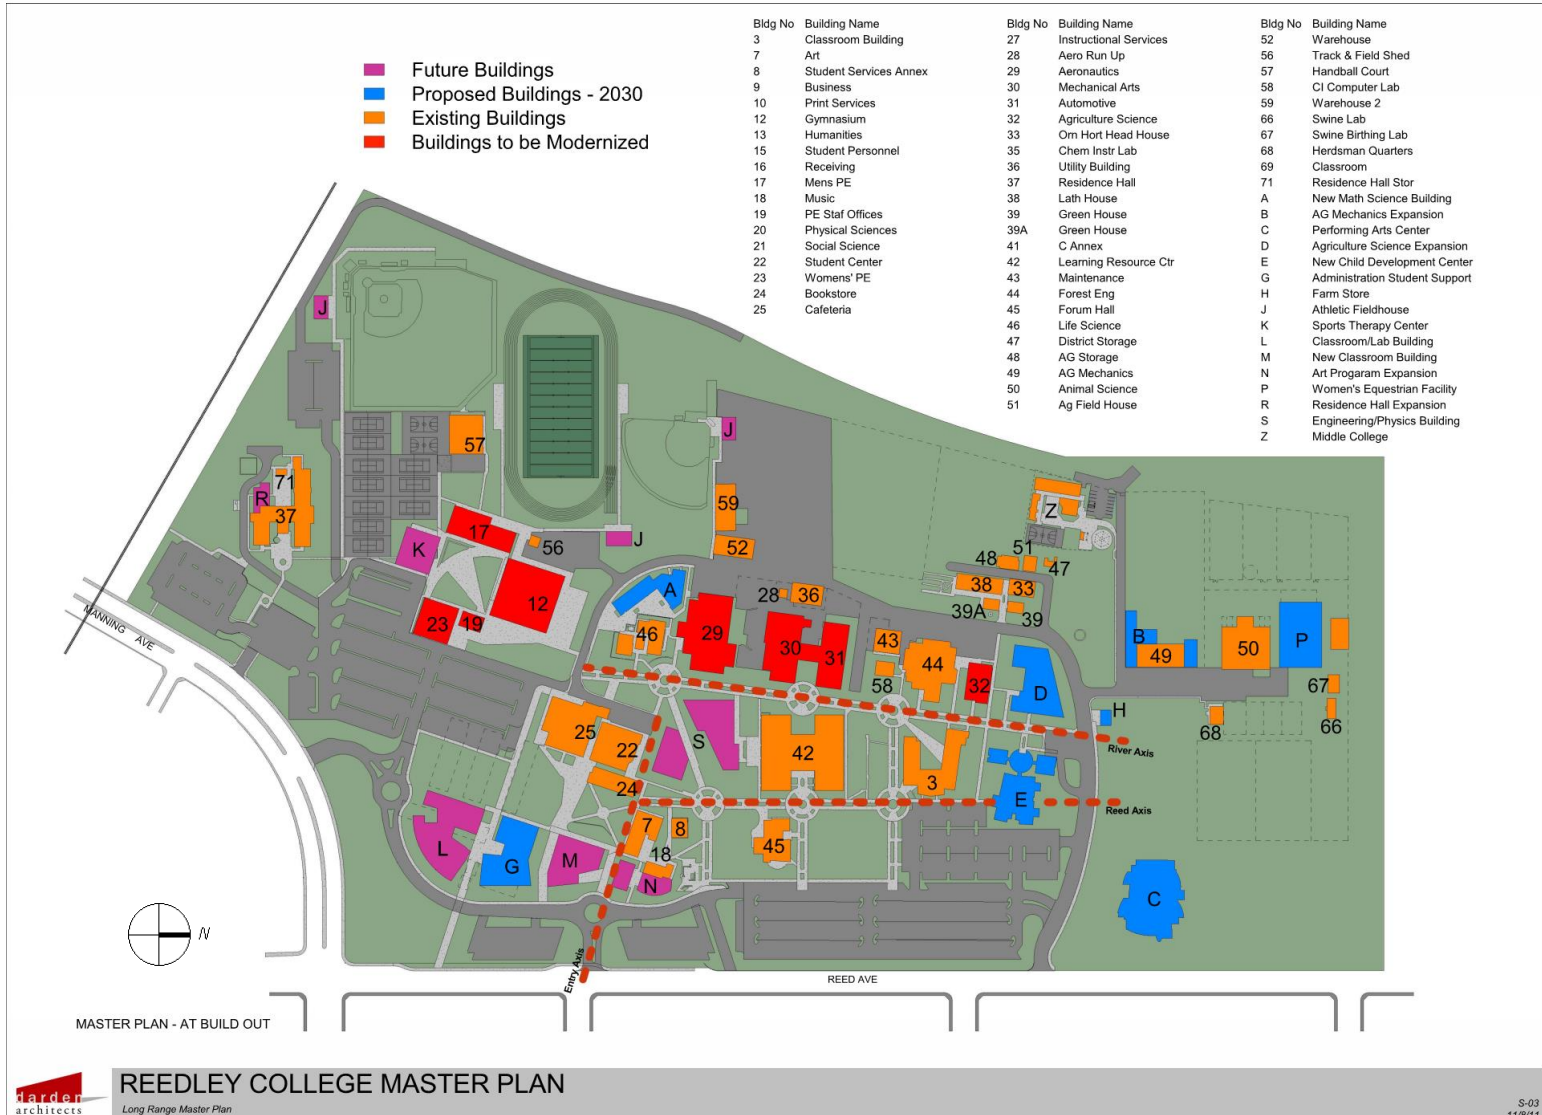 Future Buildings
Proposed Buildings - 2030
Existing Buildings
Buildings to be Modernized
Bldg No Building Name
3 Classroom Building
7 Art
8 Student Services Annex
9 Business
10 Print Services
12 Gymnasium
13 Humanities
15 Student Personnel
16 Receiving
17 Mens PE
18 Music
19 PE Staf Offices
20 Physical Sciences
21 Social Science
22 Student Center
23 Womens' PE
24 Bookstore
25 Cafeteria
Bldg No Building Name
27 Instructional Services
28 Aero Run Up
29 Aeronautics
30 Mechanical Arts
31 Automotive
32 Agriculture Science
33 Orn Hort Head House
35 Chem Instr Lab
36 Utility Building
37 Residence Hall
38 Lath House
39 Green House
39A Green House
41 C Annex
42 Learning Resource Ctr
43 Maintenance
44 Forest Eng
45 Forum Hall
46 Life Science
47 District Storage
48 AG Storage
49 AG Mechanics
50 Animal Science
51 Ag Field House
Bldg No Building Name
52 Warehouse
56 Track & Field Shed
57 Handball Court
58 CI Computer Lab
59 Warehouse 2
66 Swine Lab
67 Swine Birthing Lab
68 Herdsman Quarters
69 Classroom
71 Residence Hall Stor
A New Math Science Building
B AG Mechanics Expansion
C Performing Arts Center
D Agriculture Science Expansion
E New Child Development Center
G Administration Student Support
H Farm Store
J Athletic Fieldhouse
K Sports Therapy Center
L Classroom/Lab Building
M New Classroom Building
N Art Progaram Expansion
P Women's Equestrian Facility
R Residence Hall Expansion
S Engineering/Physics Building
Z Middle College
J
57
J
71
R
37
59
Z
17
56
J
52
K
48
51
47
12
A
28
36
38
33
39A
39
23
19
46
29
30
31
43
44
B
49
50
P
58
32
D
67
H
68
66
25
22
S
42
3
River Axis
24
E
Reed Axis
7
8
L
G
M
18
45
N
C
MANNING AVE
N
Entry Axis
REED AVE
MASTER PLAN - AT BUILD OUT
darden
architects
REEDLEY COLLEGE MASTER PLAN
Long Range Master Plan
S-03
11/8/11